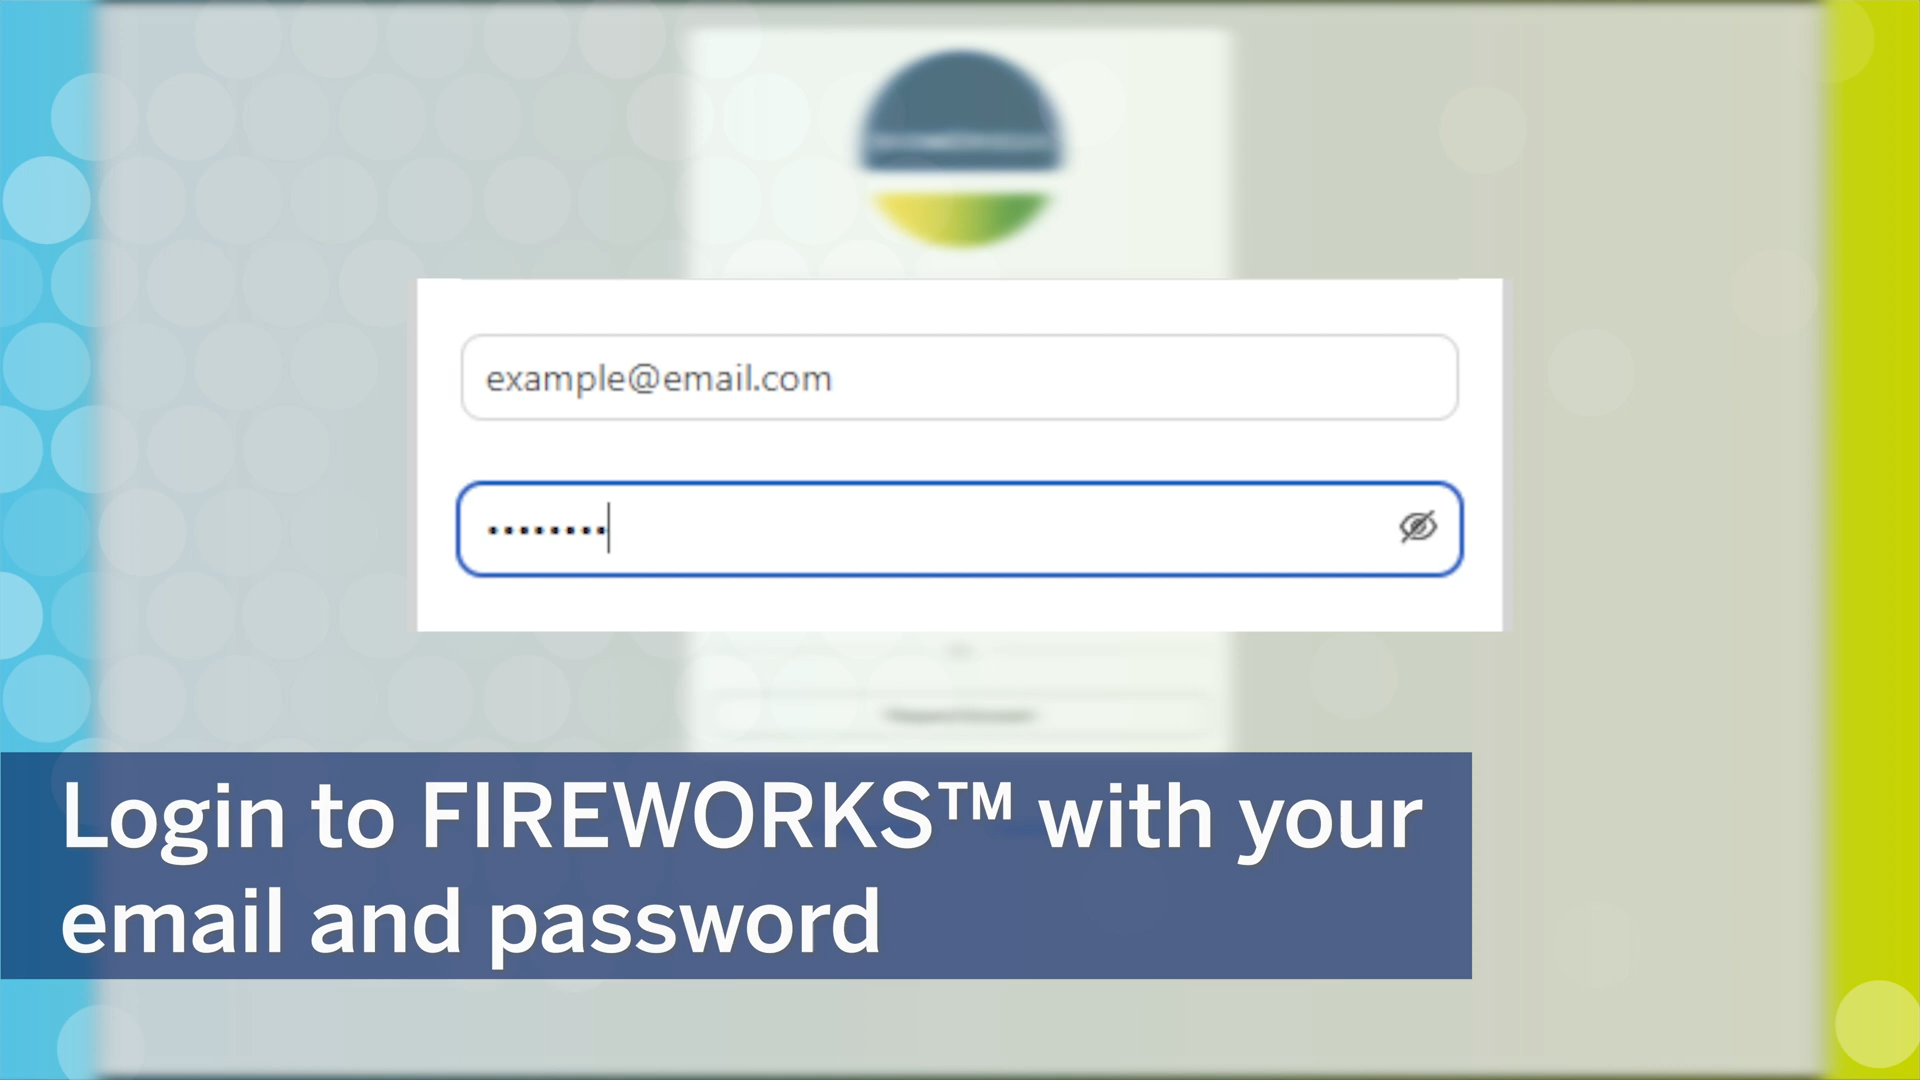 example@email.com
••••••••
Login to FIREWORKS™ with your
email and password